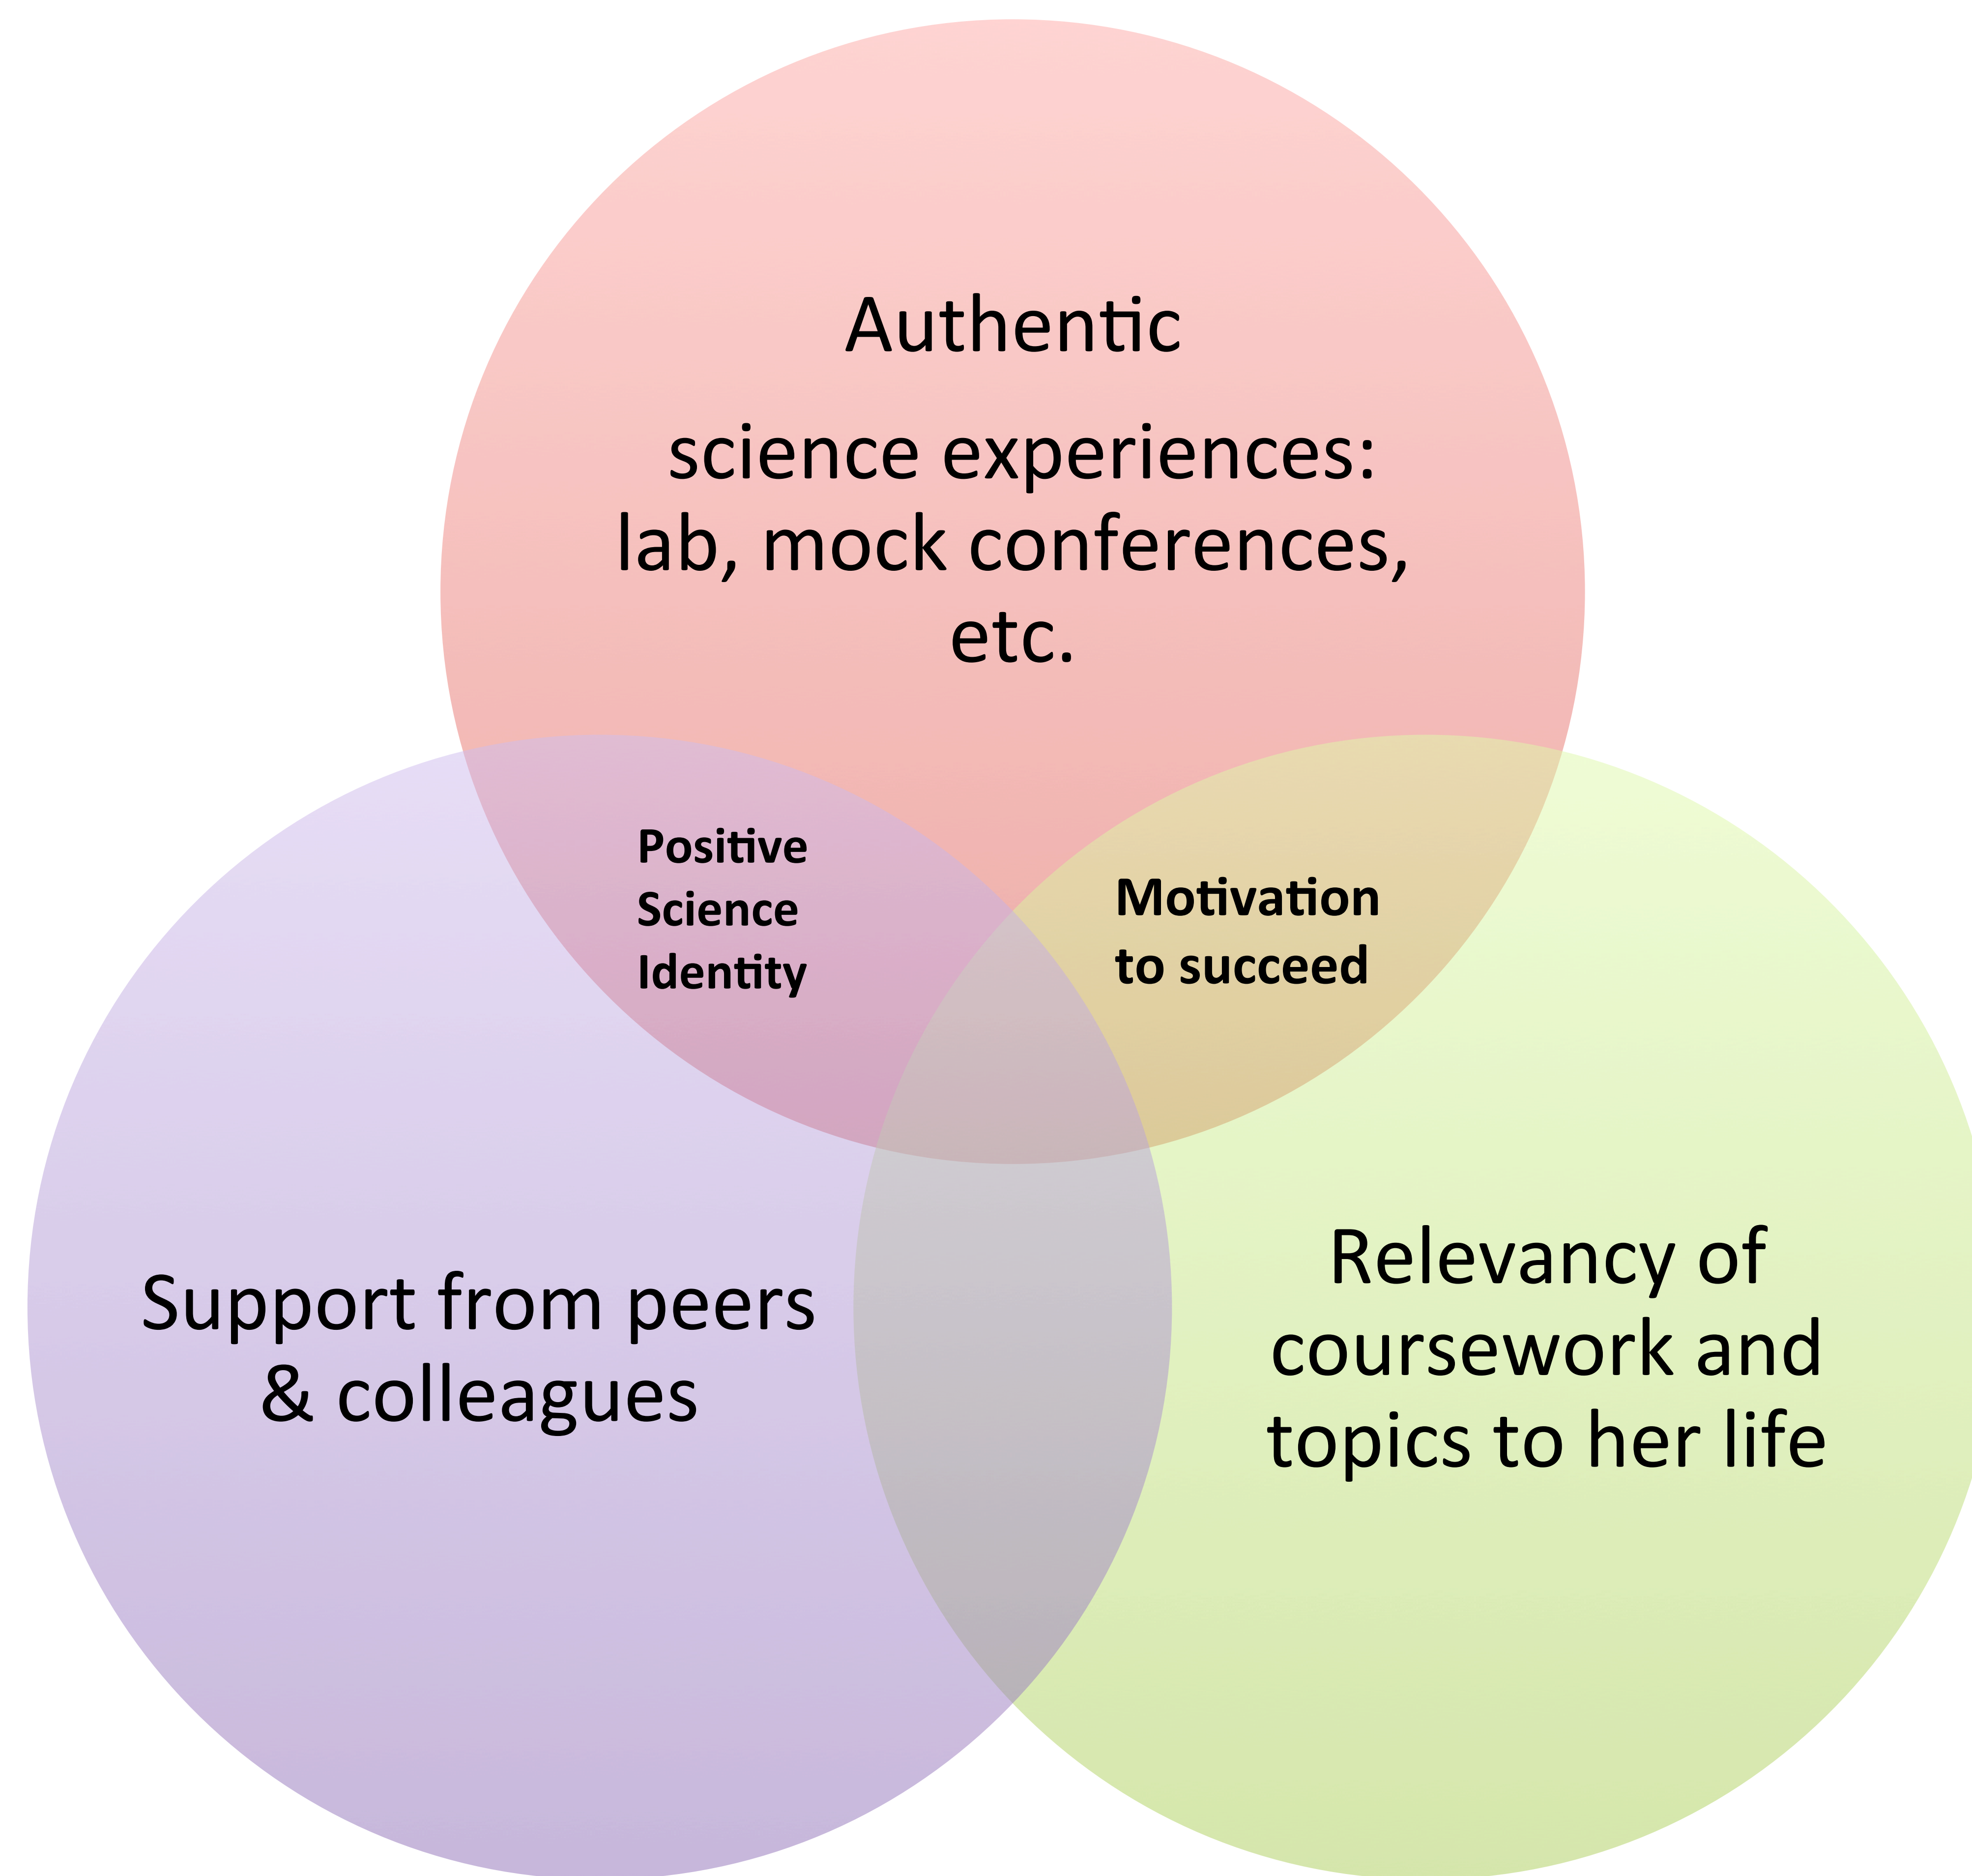 Authentic
science experiences:
lab, mock conferences,
etc.
Positive
Science
Identity
Motivation
to succeed
Support from peers
& colleagues
Relevancy of
coursework and
topics to her life